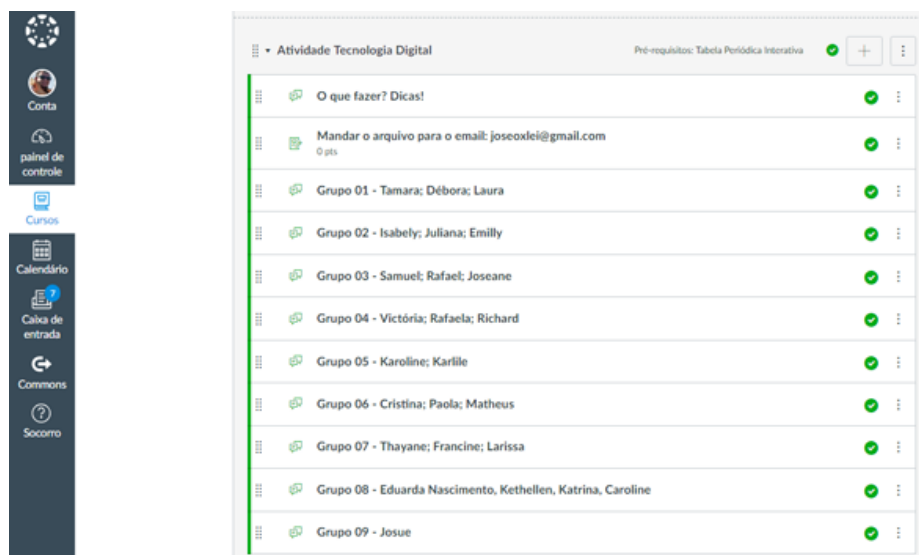 Conta
painel de
controle
Cursos
Calendário
7
Caixa de
entrada
Commons
Socorro
Atividade Tecnologia Digital
Pré-requisitos: Tabela Periódica Interativa
O que fazer? Dicas!
Mandar o arquivo para o email: joseoxlei@gmail.com
0 pts
Grupo 01 - Tamara; Débora; Laura
Grupo 02 - Isabely; Juliana; Emilly
Grupo 03 - Samuel; Rafael; Joseane
Grupo 04 - Victória; Rafaela; Richard
Grupo 05 - Karoline; Karlile
Grupo 06 - Cristina; Paola; Matheus
Grupo 07 - Thayane; Francine; Larissa
Grupo 08 - Eduarda Nascimento, Kethellen, Katrina, Caroline
Grupo 09 - Josue